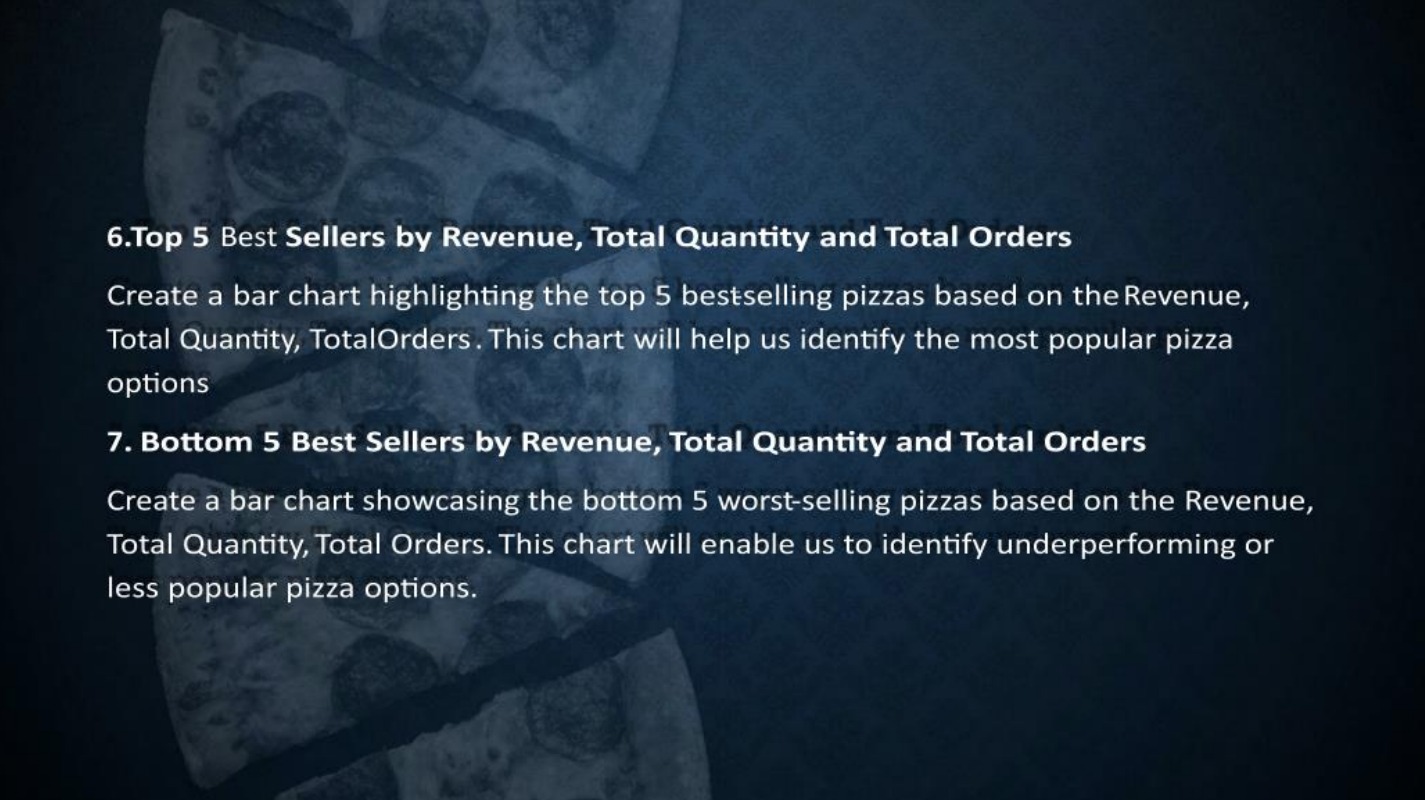 6.Top 5 Best Sellers by Revenue, Total Quantity and Total Orders
Create a bar chart highlighting the top 5 best-selling pizzas based on the Revenue,
Total Quantity, TotalOrders. This chart will help us identify the most popular pizza
options
7. Bottom 5 Best Sellers by Revenue, Total Quantity and Total Orders
Create a bar chart showcasing the bottom 5 worst-selling pizzas based on the Revenue,
Total Quantity, Total Orders. This chart will enable us to identify underperforming or
less popular pizza options.